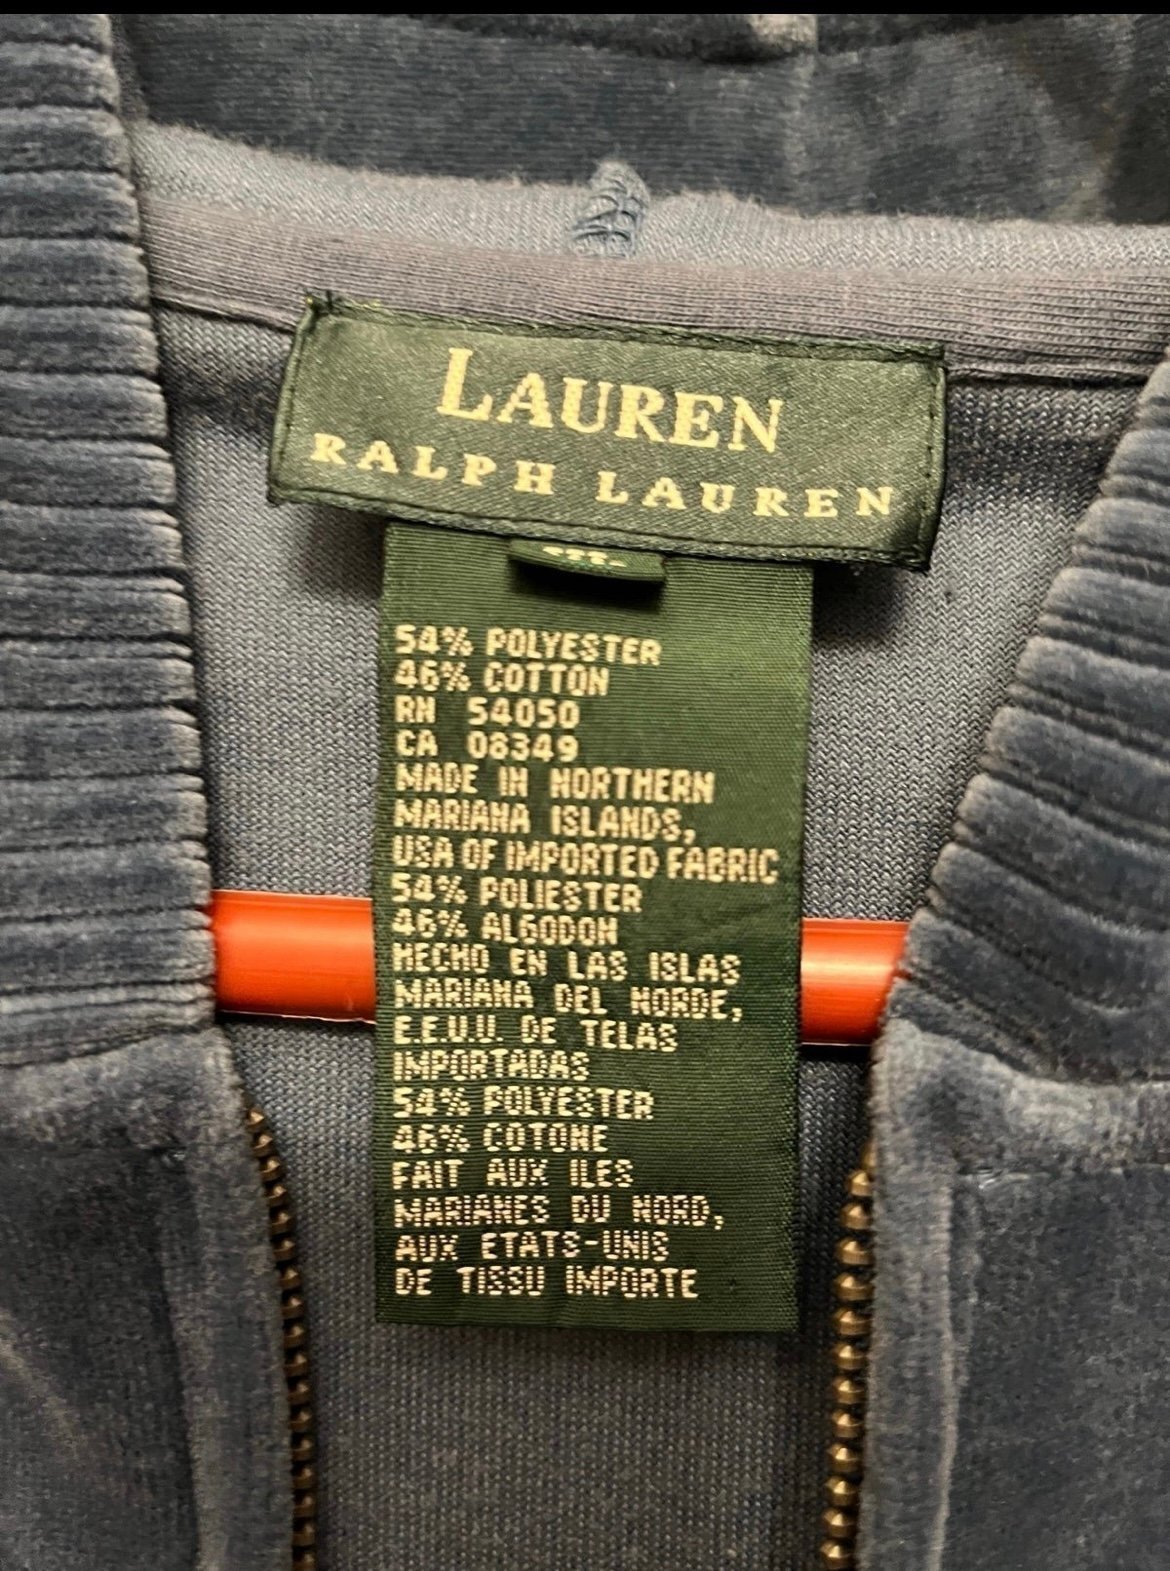 LAUREN
RALPH LAUREN
54% POLYESTER
46% COTTON
RN 54050
CA 08349
MADE IN NORTHERN
MARIANA ISLANDS,
USA OF IMPORTED FABRIC
54% POLIESTER
46% ALGODON
HECHO EN LAS ISLAS
MARIANA DEL NORDE,
E.E.U.U. DE TELAS
IMPORTADAS
54% POLYESTER
46% COTONE
FAIT AUX ILES
MARIANES DU NORD,
AUX ETATS-UNIS
DE TISSU IMPORTE